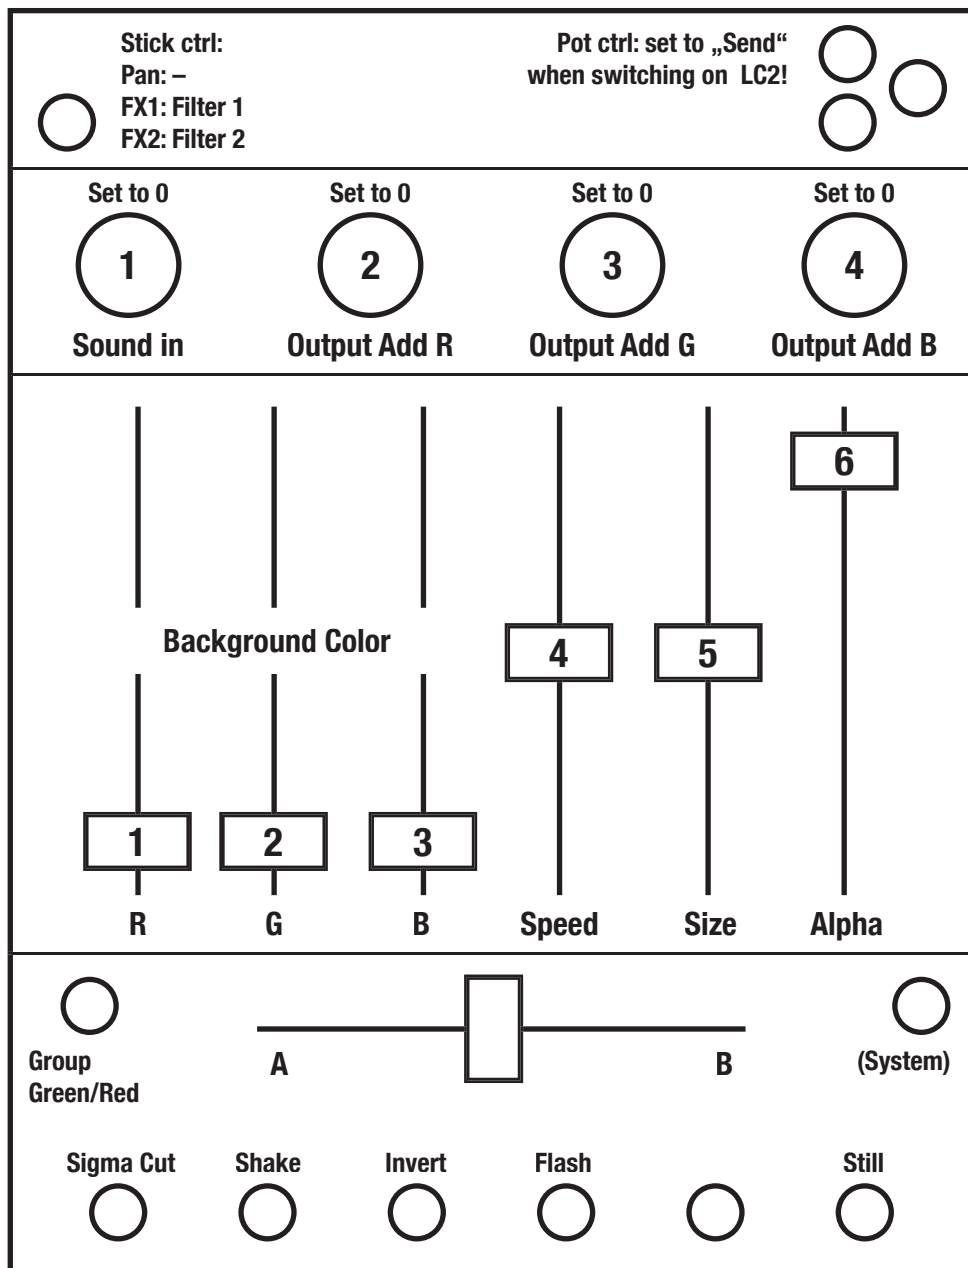 Stick ctrl:
Pan: –
FX1: Filter 1
FX2: Filter 2
Pot ctrl: set to „Send“
when switching on LC2!
Set to 0
Set to 0
Set to 0
Set to 0
1
2
3
4
Sound in
Output Add R
Output Add G
Output Add B
6
Background Color
4
5
1
2
3
R
G
B
Speed
Size
Alpha
Group
Green/Red
A
B
(System)
Sigma Cut
Shake
Invert
Flash
Still